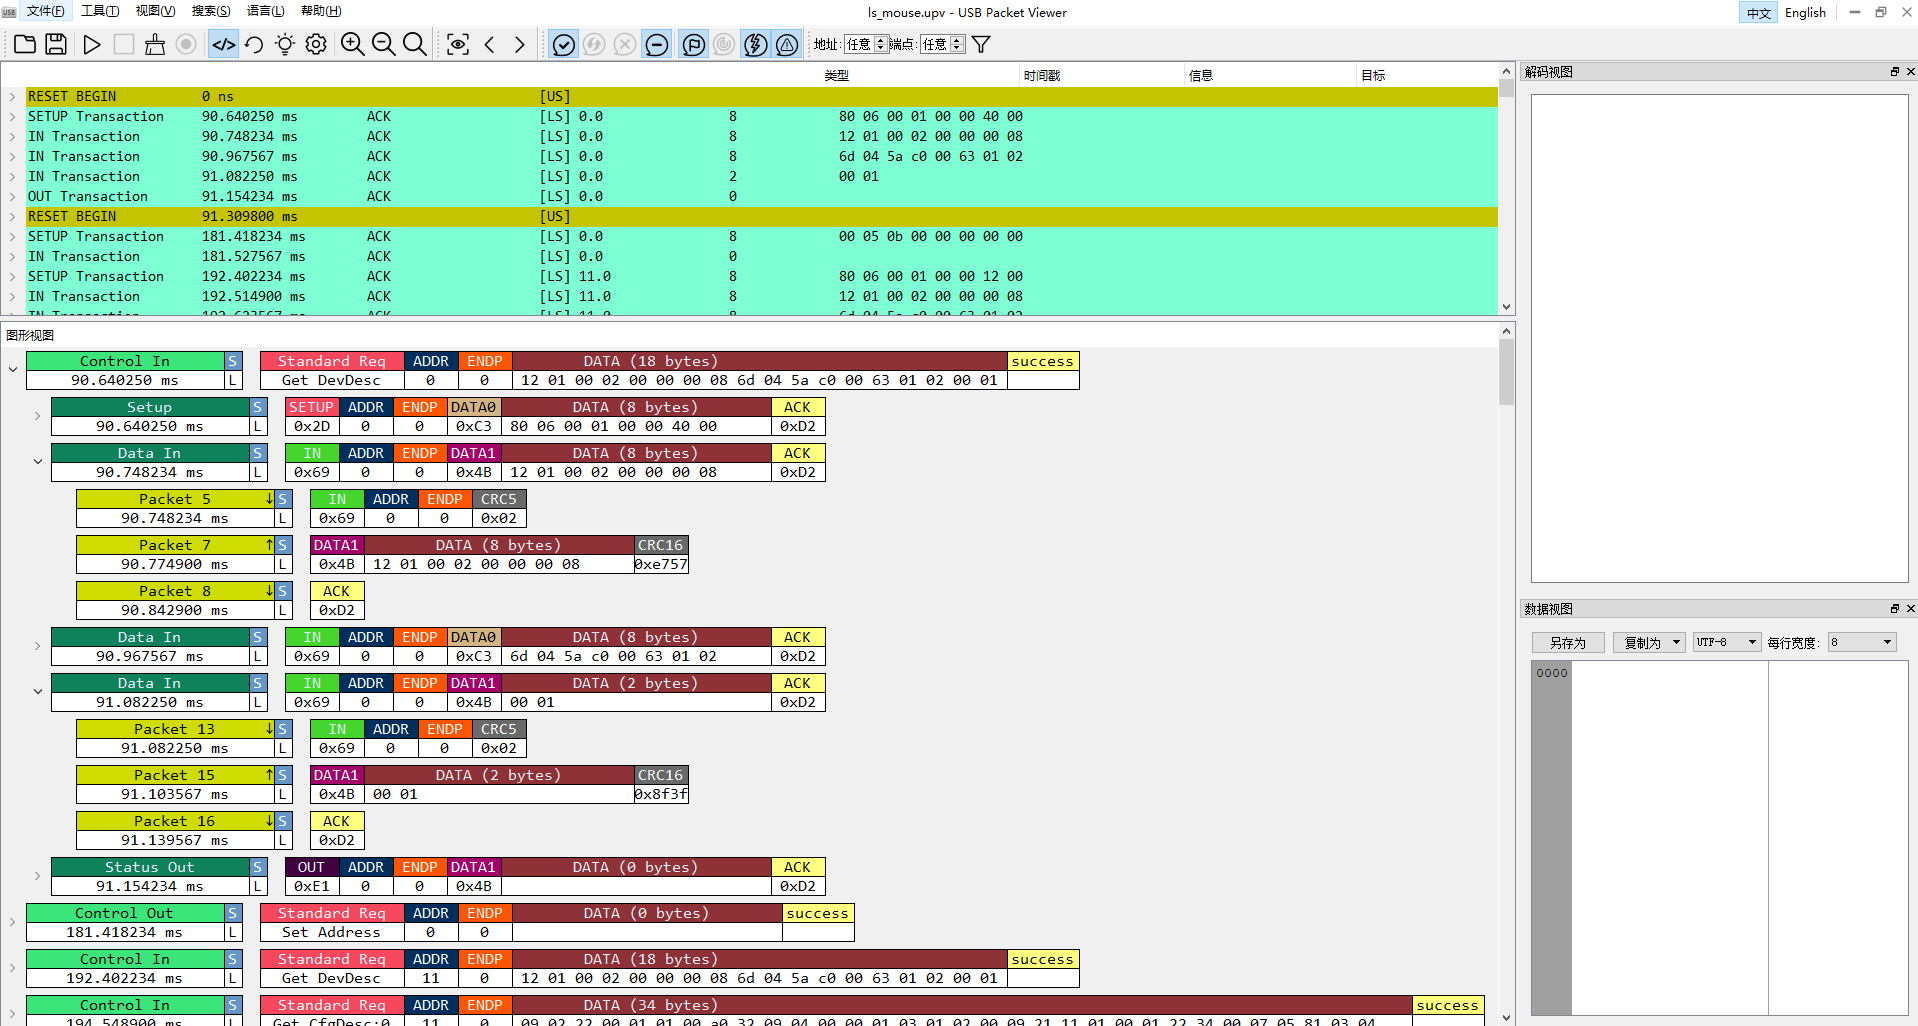 文件(F) 工具(T) 视图(V) 搜索(S) 语言(L) 帮助(H)
ls_mouse.upv - USB Packet Viewer
中文 English
地址: 任意 端点: 任意
类型 时间戳 信息 目标
RESET BEGIN 0 ns [US]
SETUP Transaction 90.640250 ms ACK [LS] 0.0 8 80 06 00 01 00 00 40 00
IN Transaction 90.748234 ms ACK [LS] 0.0 8 12 01 00 02 00 00 00 08
IN Transaction 90.967567 ms ACK [LS] 0.0 8 6d 04 5a c0 00 63 01 02
IN Transaction 91.082250 ms ACK [LS] 0.0 2 00 01
OUT Transaction 91.154234 ms ACK [LS] 0.0 0
RESET BEGIN 91.309800 ms [US]
SETUP Transaction 181.418234 ms ACK [LS] 0.0 8 00 05 0b 00 00 00 00 00
IN Transaction 181.527567 ms ACK [LS] 0.0 0
SETUP Transaction 192.402234 ms ACK [LS] 11.0 8 80 06 00 01 00 00 12 00
IN Transaction 192.514900 ms ACK [LS] 11.0 8 12 01 00 02 00 00 00 08
IN Transaction 192.623567 ms ACK [LS] 11.0 8 6d 04 5a c0 00 63 01 02
图形视图
Control In S Standard Req ADDR ENDP DATA (18 bytes) success
90.640250 ms L Get DevDesc 0 0 12 01 00 02 00 00 00 08 6d 04 5a c0 00 63 01 02 00 01
Setup S SETUP ADDR ENDP DATA0 DATA (8 bytes) ACK
90.640250 ms L 0x2D 0 0 0xC3 80 06 00 01 00 00 40 00 0xD2
Data In S IN ADDR ENDP DATA1 DATA (8 bytes) ACK
90.748234 ms L 0x69 0 0 0x4B 12 01 00 02 00 00 00 08 0xD2
Packet 5 ↓ S IN ADDR ENDP CRC5
90.748234 ms L 0x69 0 0 0x02
Packet 7 ↑ S DATA1 DATA (8 bytes) CRC16
90.774900 ms L 0x4B 12 01 00 02 00 00 00 08 0xe757
Packet 8 ↓ S ACK
90.842900 ms L 0xD2
Data In S IN ADDR ENDP DATA0 DATA (8 bytes) ACK
90.967567 ms L 0x69 0 0 0xC3 6d 04 5a c0 00 63 01 02 0xD2
Data In S IN ADDR ENDP DATA1 DATA (2 bytes) ACK
91.082250 ms L 0x69 0 0 0x4B 00 01 0xD2
Packet 13 ↓ S IN ADDR ENDP CRC5
91.082250 ms L 0x69 0 0 0x02
Packet 15 ↑ S DATA1 DATA (2 bytes) CRC16
91.103567 ms L 0x4B 00 01 0x8f3f
Packet 16 ↓ S ACK
91.139567 ms L 0xD2
Status Out S OUT ADDR ENDP DATA1 DATA (0 bytes) ACK
91.154234 ms L 0xE1 0 0 0x4B 0xD2
Control Out S Standard Req ADDR ENDP DATA (0 bytes) success
181.418234 ms L Set Address 0 0
Control In S Standard Req ADDR ENDP DATA (18 bytes) success
192.402234 ms L Get DevDesc 11 0 12 01 00 02 00 00 00 08 6d 04 5a c0 00 63 01 02 00 01
Control In S Standard Req ADDR ENDP DATA (34 bytes) success
194.548900 ms L Get CfgDesc:0 11 0 09 02 22 00 01 01 00 a0 32 09 04 00 00 01 03 01 02 00 09 21 11 01 00 01 22 34 00 07 05 81 03 04
解码视图
数据视图
另存为 复制为 UTF-8 每行宽度: 8
0000